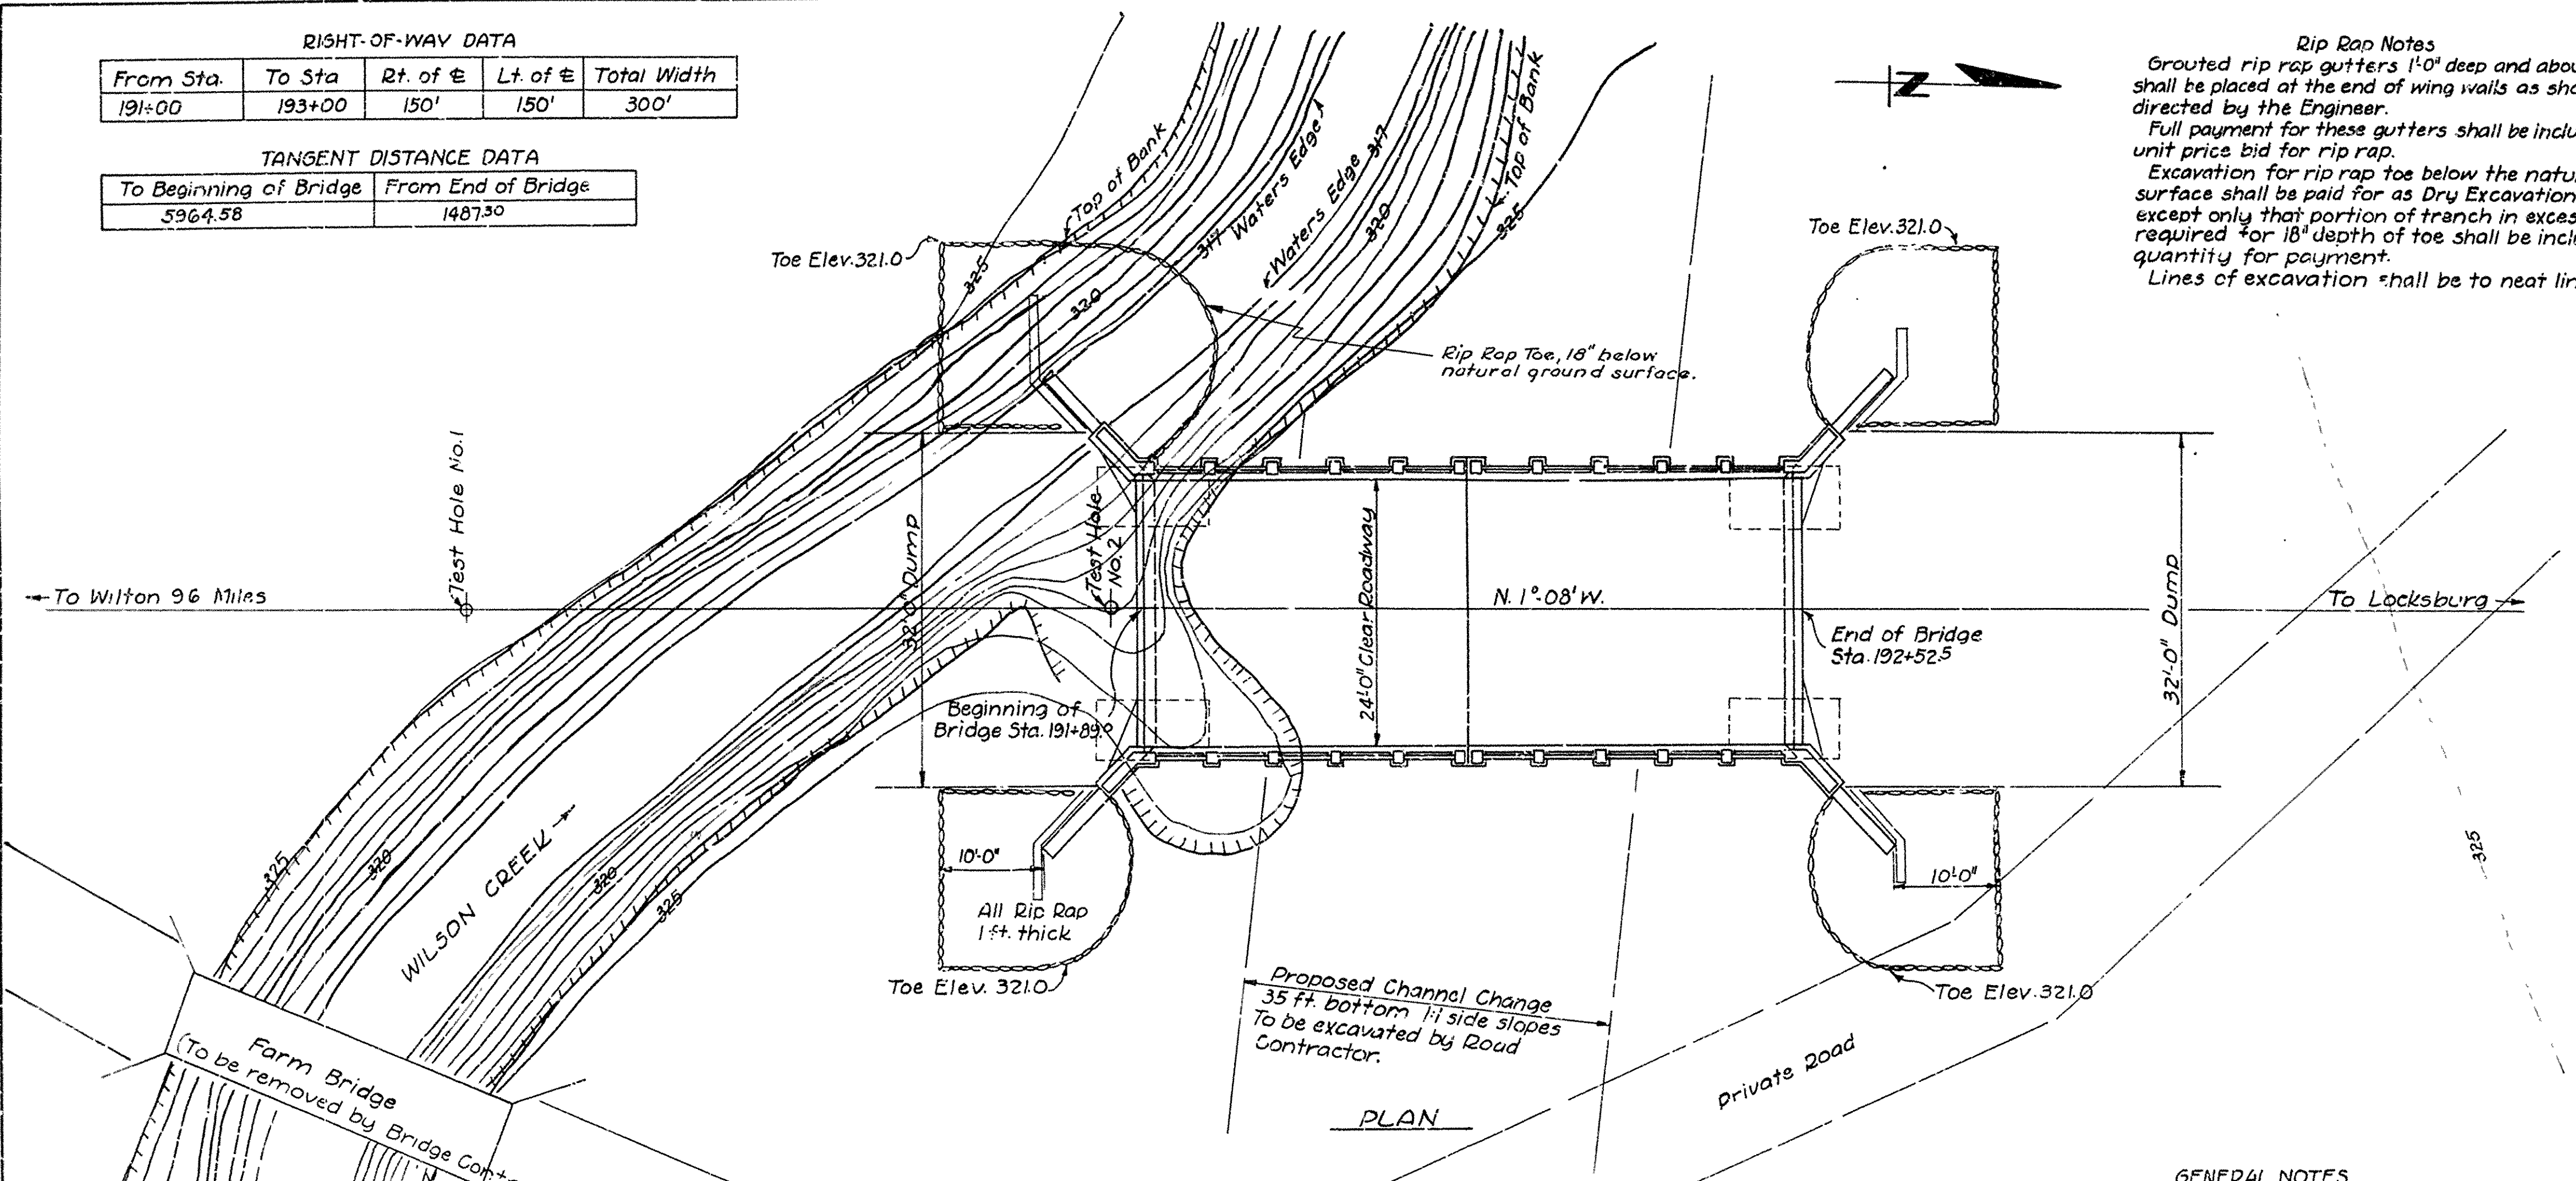 RIGHT-OF-WAY DATA
From Sta. To Sta Rt. of ℄ Lt. of ℄ Total Width
191+00 193+00 150' 150' 300'
TANGENT DISTANCE DATA
To Beginning of Bridge From End of Bridge
5964.58 1487.30
N
Rip Rap Notes
Grouted rip rap gutters 1'-0" deep and abou
shall be placed at the end of wing walls as sho
directed by the Engineer.
Full payment for these gutters shall be inclu
unit price bid for rip rap.
Excavation for rip rap toe below the natu
surface shall be paid for as Dry Excavation
except only that portion of trench in exces
required for 18" depth of toe shall be incl
quantity for payment.
Lines of excavation shall be to neat lin
Top of Bank
317 Waters Edge
Waters Edge 317
320
Top of Bank
325
Toe Elev. 321.0
325
320
Toe Elev. 321.0
Rip Rap Toe, 18" below
natural ground surface.
Test Hole No.1
Test Hole
No. 2
32'-0" Dump
24'-0" Clear Roadway
N. 1°-08' W.
To Wilton 96 Miles
To Locksburg
End of Bridge
Sta. 192+52.5
32'-0" Dump
Beginning of
Bridge Sta. 191+89.0
325
320
WILSON CREEK
320
325
10'-0"
All Rip Rap
1 ft. thick
Toe Elev. 321.0
10'-0"
Toe Elev. 321.0
325
Proposed Channel Change
35 ft. bottom 1:1 side slopes
To be excavated by Road
Contractor.
Private Road
Farm Bridge
(To be removed by Bridge Contr
PLAN
GENERAL NOTES